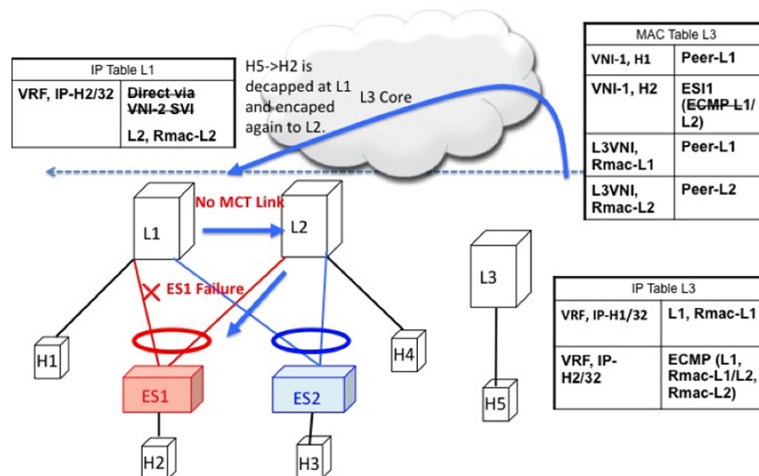 IP Table L1
VRF, IP-H2/32
Direct via
VNI-2 SVI
L2, Rmac-L2
H5->H2 is
decapped at L1
and encaped
again to L2.
L3 Core
MAC Table L3
VNI-1, H1
Peer-L1
VNI-1, H2
ESI1
(ECMP L1/
L2)
L3VNI,
Rmac-L1
Peer-L1
L3VNI,
Rmac-L2
Peer-L2
No MCT Link
L1
L2
L3
ES1 Failure
H1
H4
ES1
ES2
H5
H2
H3
IP Table L3
VRF, IP-H1/32
L1, Rmac-L1
VRF, IP-
H2/32
ECMP (L1,
Rmac-L1/L2,
Rmac-L2)